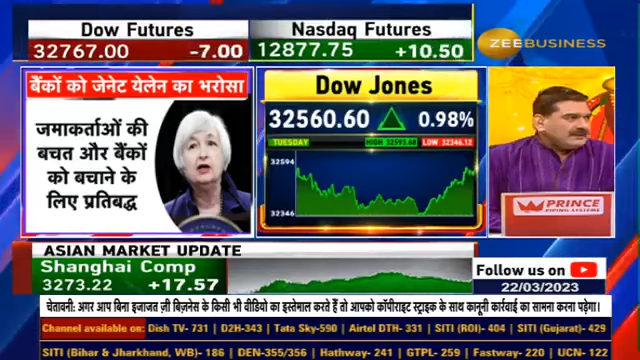 Dow Futures
32767.00 -7.00
Nasdaq Futures
12877.75 +10.50
ZEEBUSINESS
बैंकों को जेनेट येलेन का भरोसा
जमाकर्ताओं की
बचत और बैंकों
को बचाने के
लिए प्रतिबद्ध
Dow Jones
32560.60 0.98%
TUESDAY HIGH 32593.68 LOW 32346.12
32594
32346
PRINCE
PIPING SYSTEMS
ASIAN MARKET UPDATE
Shanghai Comp
3273.22 +17.57
Follow us on
22/03/2023
चेतावनी: अगर आप बिना इजाजत ज़ी बिज़नेस के किसी भी वीडियो का इस्तेमाल करते हैं तो आपको कॉपीराइट स्ट्राइक के साथ कानूनी कार्रवाई का सामना करना पड़ेगा।
Channel available on: Dish TV- 731 | D2H-343 | Tata Sky-590 | Airtel DTH- 331 | SITI (ROI) - 404 | SITI (Gujarat) - 429
SITI (Bihar & Jharkhand, WB) - 186 | DEN-355/356 | Hathway-241 | GTPL-259 | Fastway-220 | UCN-122